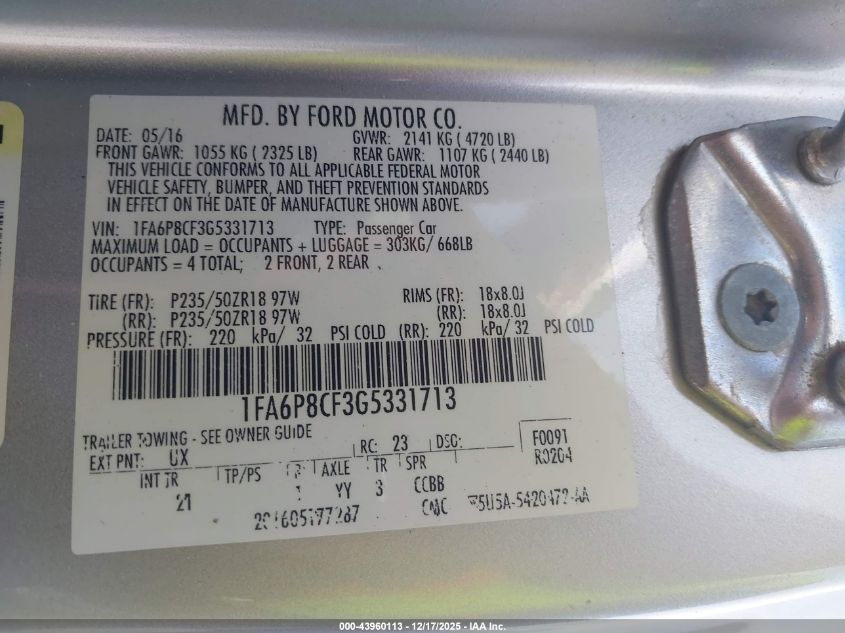 MFD. BY FORD MOTOR CO.
DATE: 05/16 GVWR: 2141 KG ( 4720 LB)
FRONT GAWR: 1055 KG ( 2325 LB) REAR GAWR: 1107 KG ( 2440 LB)
THIS VEHICLE CONFORMS TO ALL APPLICABLE FEDERAL MOTOR
VEHICLE SAFETY, BUMPER, AND THEFT PREVENTION STANDARDS
IN EFFECT ON THE DATE OF MANUFACTURE SHOWN ABOVE.
VIN: 1FA6P8CF3G5331713 TYPE: Passenger Car
MAXIMUM LOAD = OCCUPANTS + LUGGAGE = 303KG/ 668LB
OCCUPANTS = 4 TOTAL; 2 FRONT, 2 REAR
TIRE (FR): P235/50ZR18 97W RIMS (FR): 18x8.0J
(RR): P235/50ZR18 97W (RR): 18x8.0J
PRESSURE (FR): 220 kPa/ 32 PSI COLD (RR): 220 kPa/ 32 PSI COLD
1FA6P8CF3G5331713
TRAILER TOWING - SEE OWNER GUIDE
EXT PNT: UX RC: 23 DSG: F0091
INT TR TP/PS AXLE TR SPR R0204
21 YY 3 CCBB
201605197287 5U5A-5420472-AA
000-43960113 - 12/17/2025 - IAA Inc.